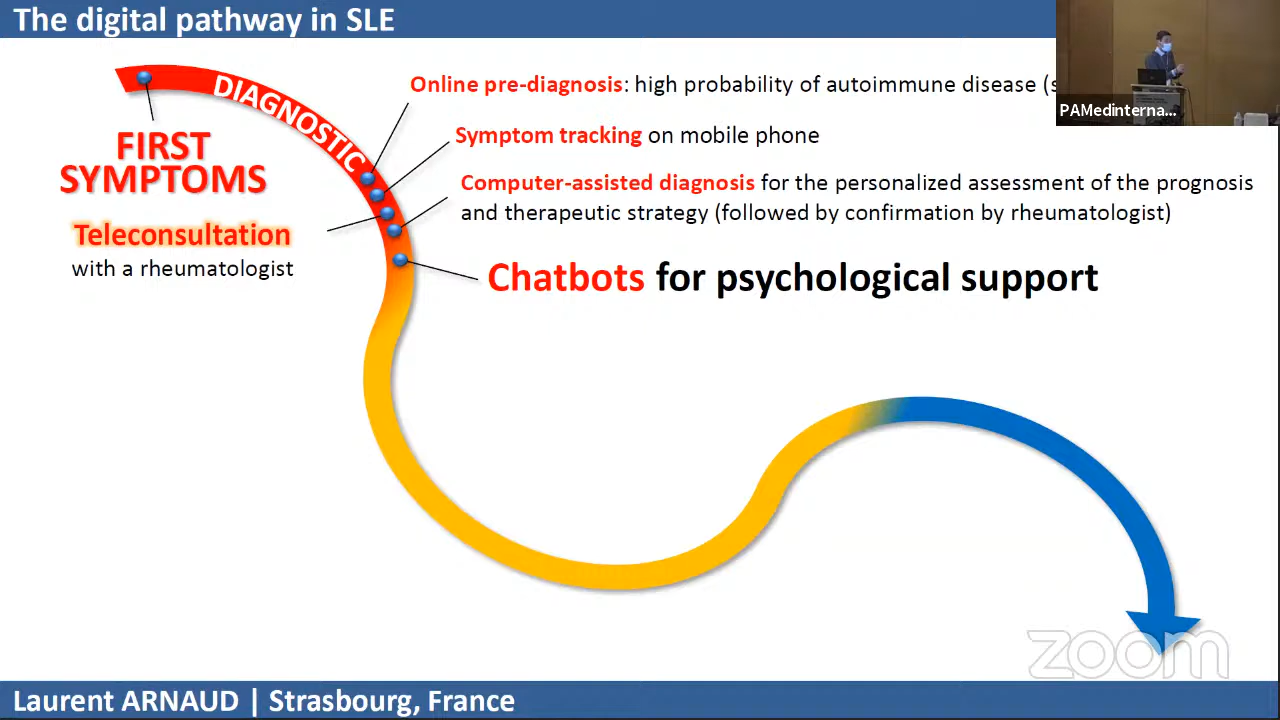 The digital pathway in SLE
PAMedinterna...
DIAGNOSTIC
FIRST
SYMPTOMS
Online pre-diagnosis: high probability of autoimmune disease (s
Symptom tracking on mobile phone
Computer-assisted diagnosis for the personalized assessment of the prognosis
and therapeutic strategy (followed by confirmation by rheumatologist)
Teleconsultation
with a rheumatologist
Chatbots for psychological support
zoom
Laurent ARNAUD | Strasbourg, France